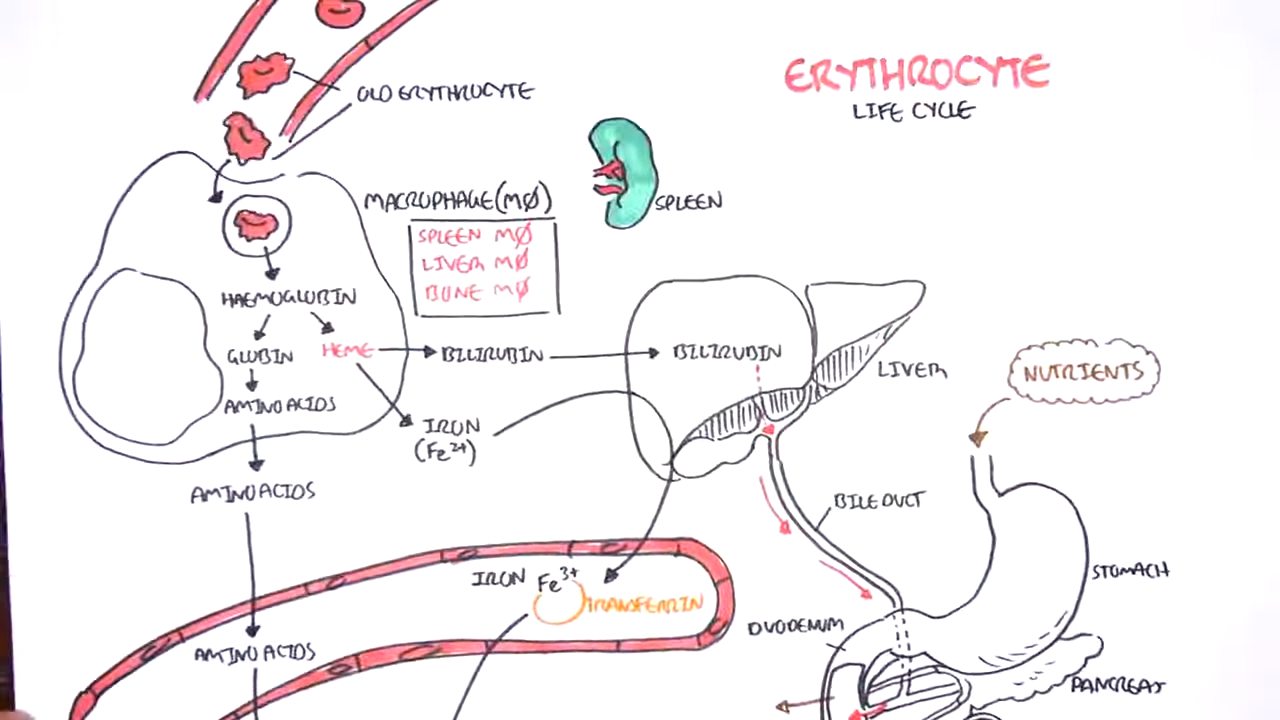 ERYTHROCYTE
LIFE CYCLE
OLD ERYTHROCYTE
MACROPHAGE (MØ)
SPLEEN MØ
LIVER MØ
BONE MØ
SPLEEN
HAEMOGLOBIN
GLOBIN
HEME
BILIRUBIN
BILIRUBIN
LIVER
NUTRIENTS
AMINO ACIDS
IRON
(Fe²⁺)
AMINO ACIDS
BILE DUCT
STOMACH
IRON Fe³⁺
TRANSFERRIN
DUODENUM
AMINO ACIDS
PANCREAS